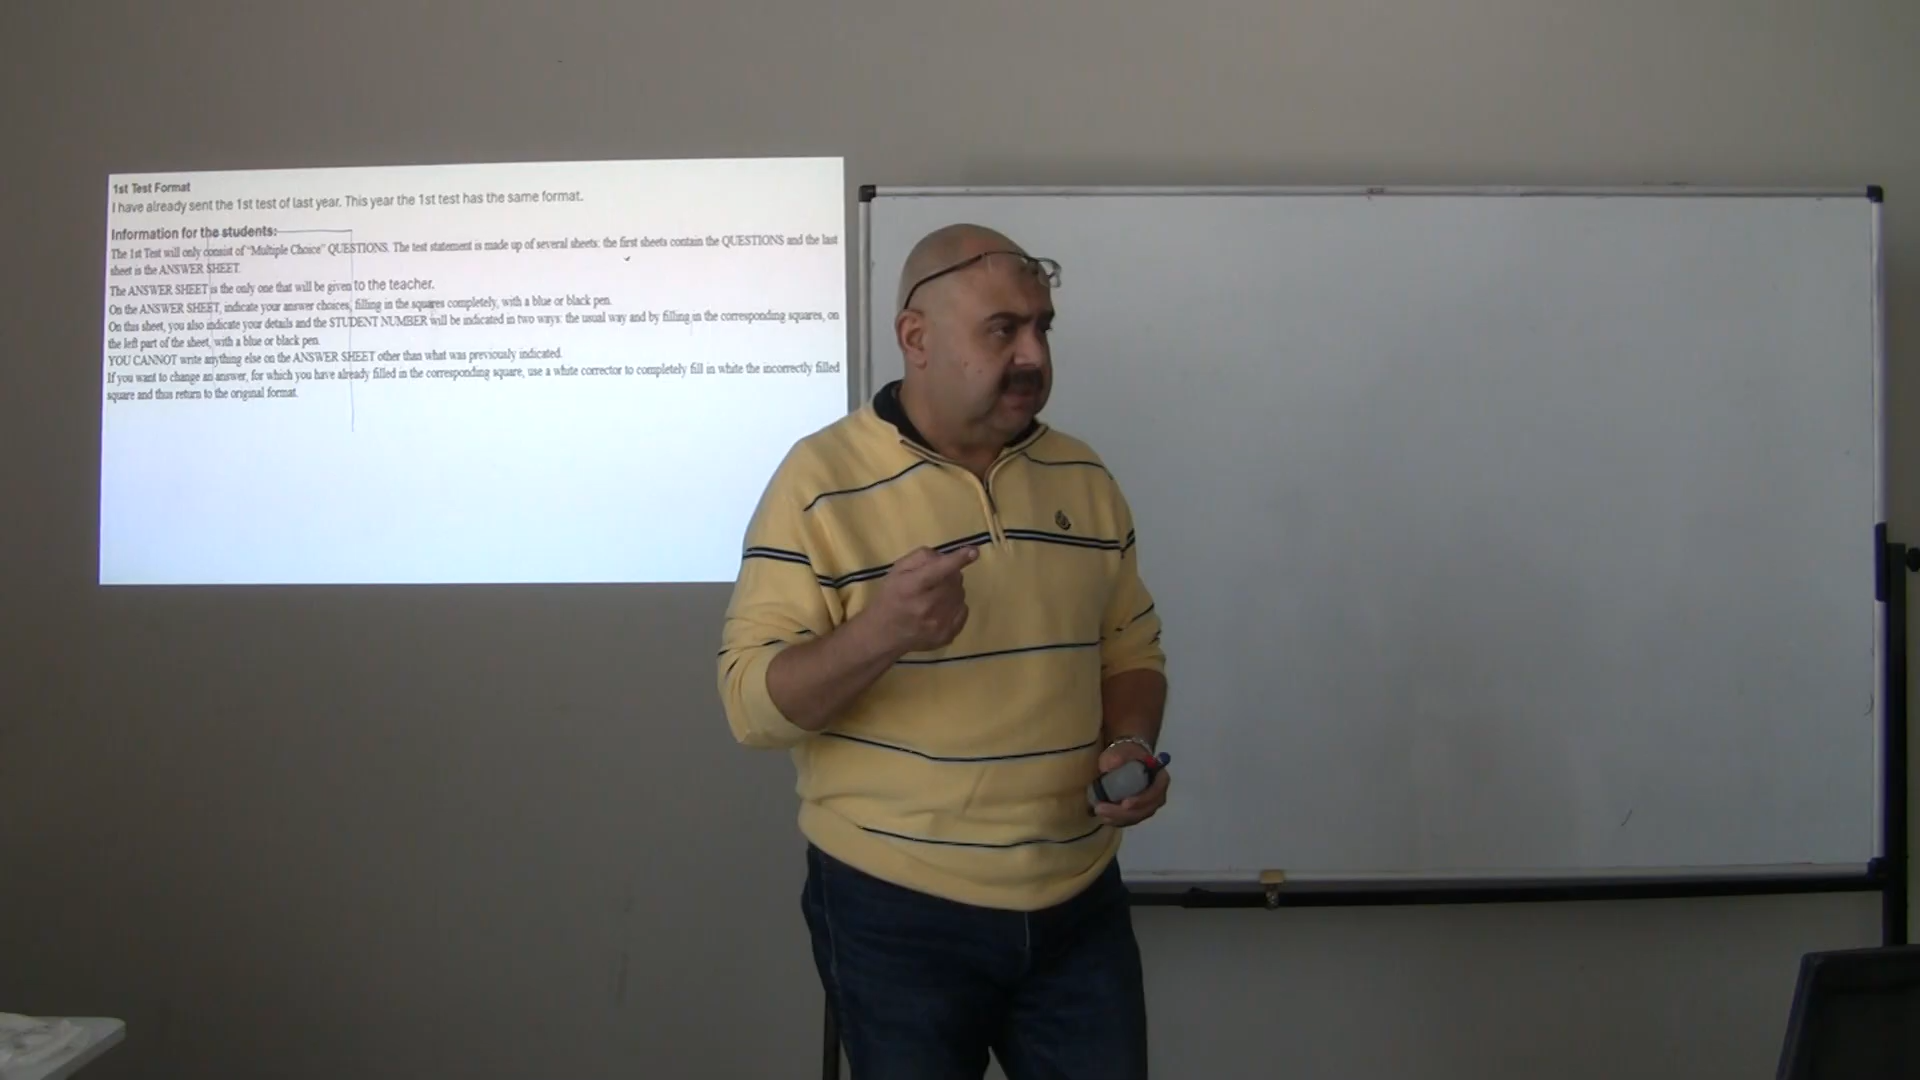 1st Test Format
I have already sent the 1st test of last year. This year the 1st test has the same format.
Information for the students:
The 1st Test will only consist of "Multiple Choice" QUESTIONS. The test statement is made up of several sheets: the first sheets contain the QUESTIONS and the last
sheet is the ANSWER SHEET.
The ANSWER SHEET is the only one that will be given to the teacher.
On the ANSWER SHEET, indicate your answer choices, filling in the squares completely, with a blue or black pen.
On this sheet, you also indicate your details and the STUDENT NUMBER will be indicated in two ways: the usual way and by filling in the corresponding squares, on
the left part of the sheet, with a blue or black pen.
YOU CANNOT write anything else on the ANSWER SHEET other than what was previously indicated.
If you want to change an answer, for which you have already filled in the corresponding square, use a white corrector to completely fill in white the incorrectly filled
square and thus return to the original format.